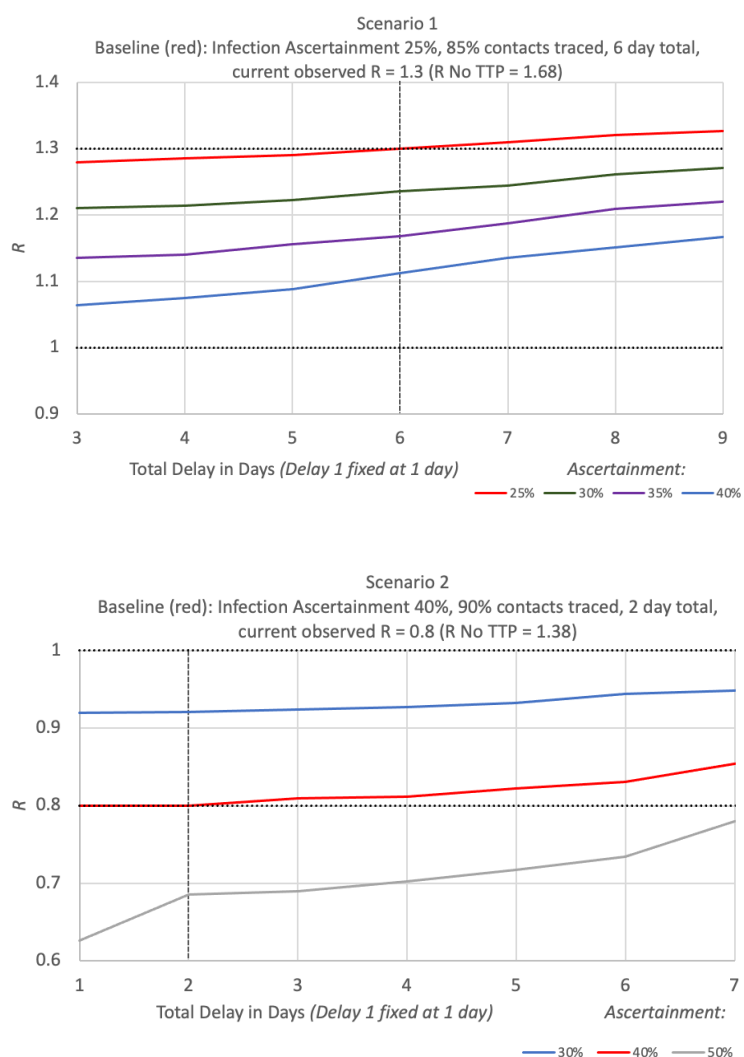 Scenario 1
Baseline (red): Infection Ascertainment 25%, 85% contacts traced, 6 day total,
current observed R = 1.3 (R No TTP = 1.68)
1.4
1.3
1.2
1.1
1
0.9
R
3 4 5 6 7 8 9
Total Delay in Days (Delay 1 fixed at 1 day) Ascertainment:
25% 30% 35% 40%
Scenario 2
Baseline (red): Infection Ascertainment 40%, 90% contacts traced, 2 day total,
current observed R = 0.8 (R No TTP = 1.38)
1
0.9
0.8
0.7
0.6
R
1 2 3 4 5 6 7
Total Delay in Days (Delay 1 fixed at 1 day) Ascertainment:
30% 40% 50%